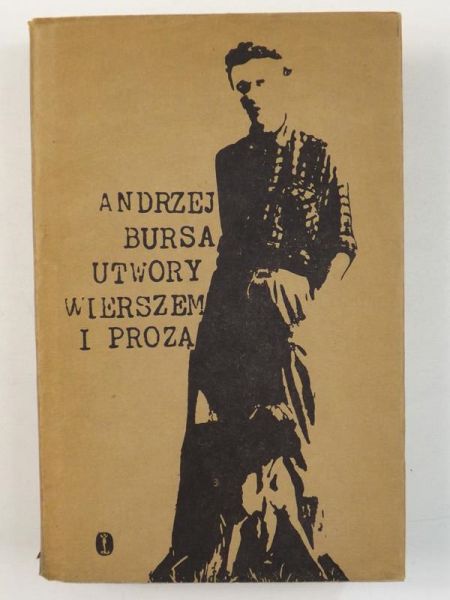 ANDRZEJ
BURSA
UTWORY
WIERSZEM
I PROZĄ